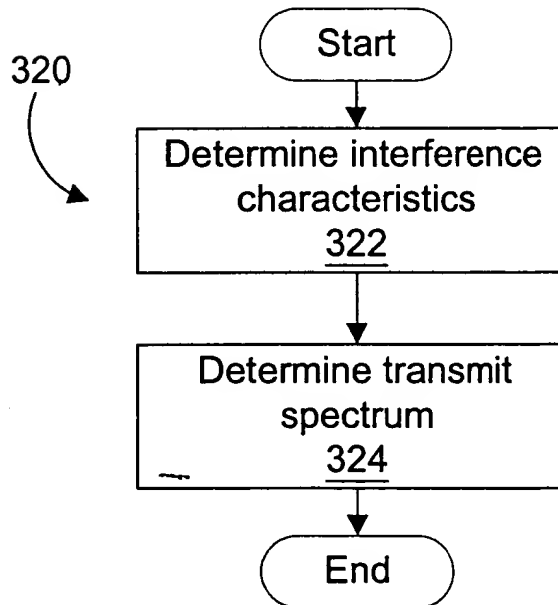 Start
320
Determine interference
characteristics
322
Determine transmit
spectrum
324
End